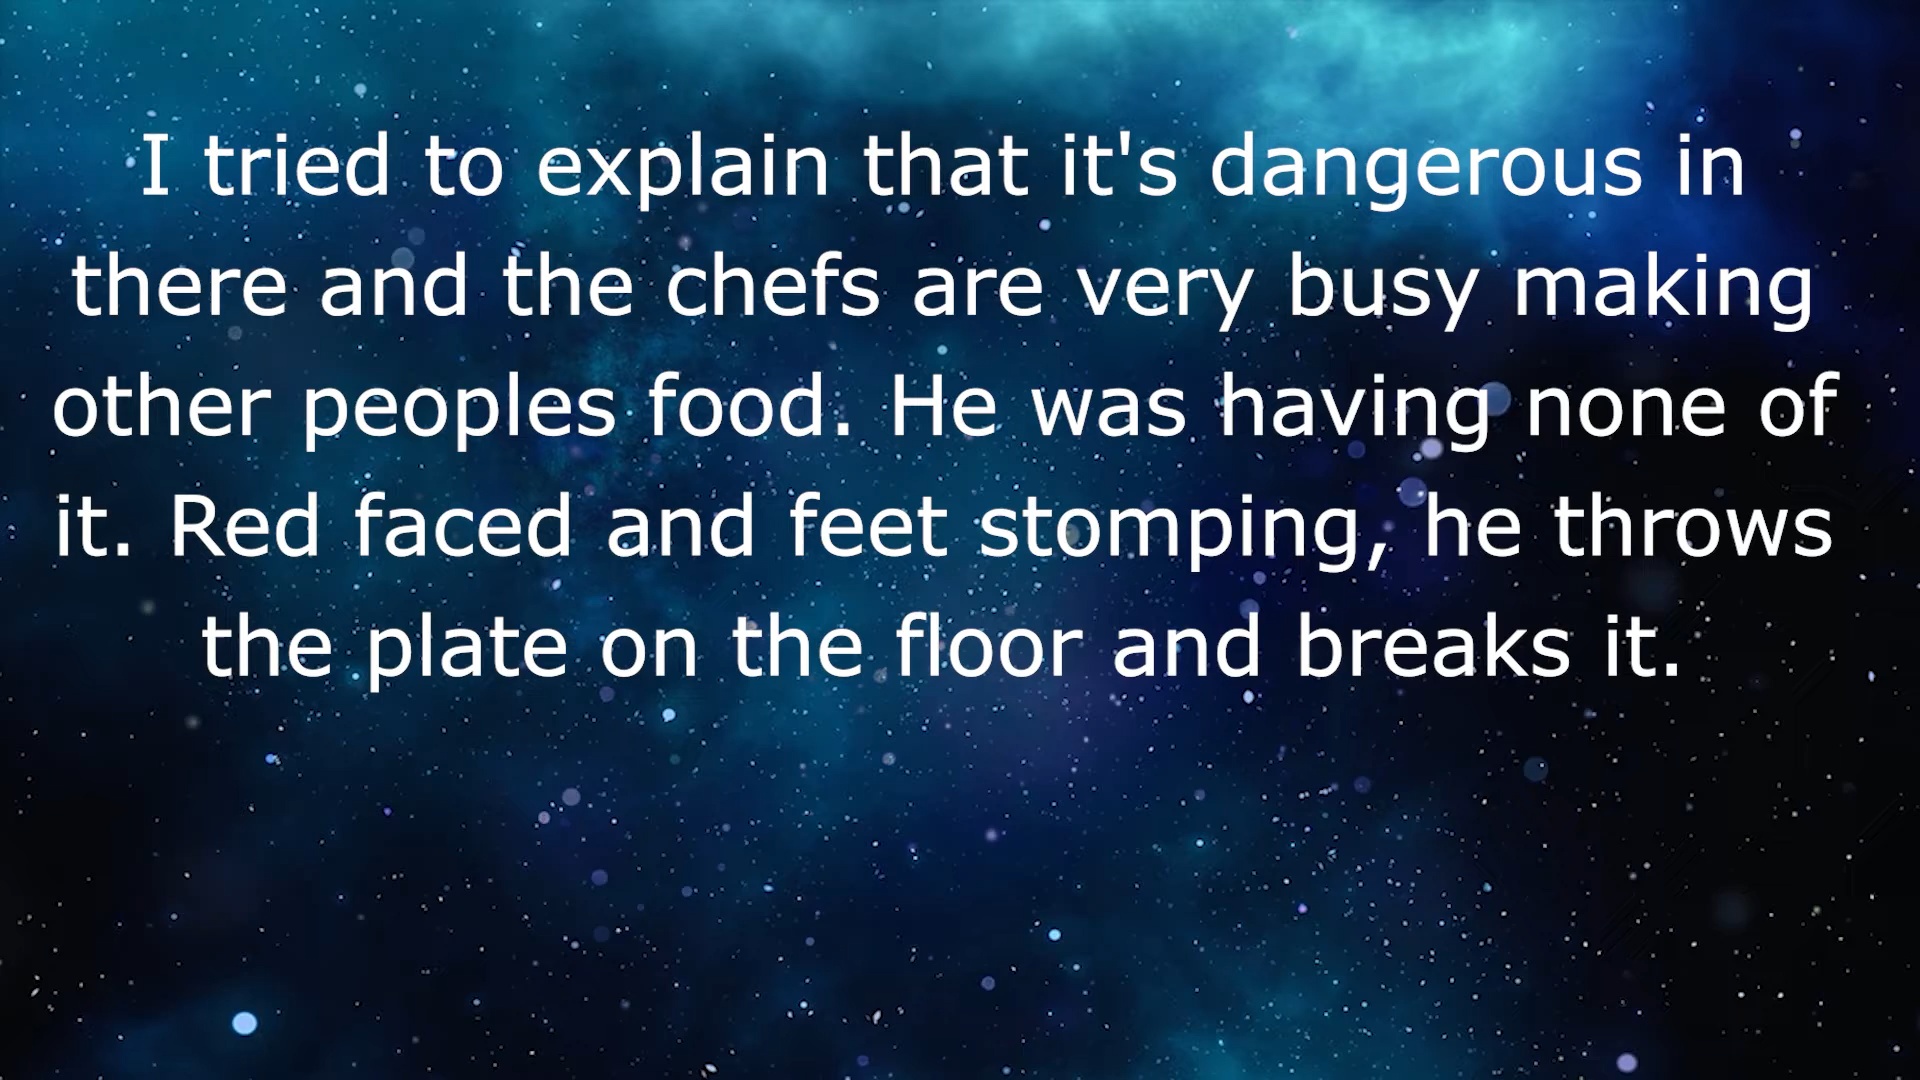 I tried to explain that it's dangerous in
there and the chefs are very busy making
other peoples food. He was having none of
it. Red faced and feet stomping, he throws
the plate on the floor and breaks it.